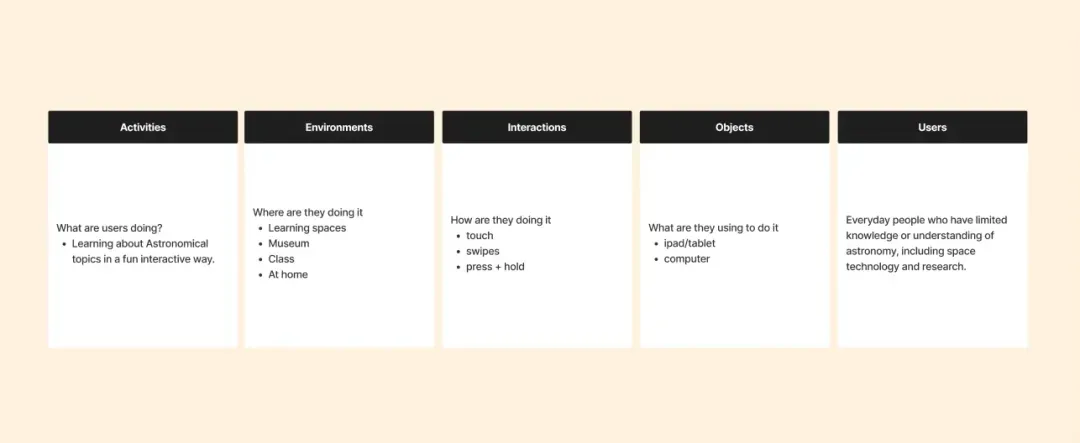 Activities
What are users doing?
• Learning about Astronomical
topics in a fun interactive way.
Environments
Where are they doing it
• Learning spaces
• Museum
• Class
• At home
Interactions
How are they doing it
• touch
• swipes
• press + hold
Objects
What are they using to do it
• ipad/tablet
• computer
Users
Everyday people who have limited
knowledge or understanding of
astronomy, including space
technology and research.